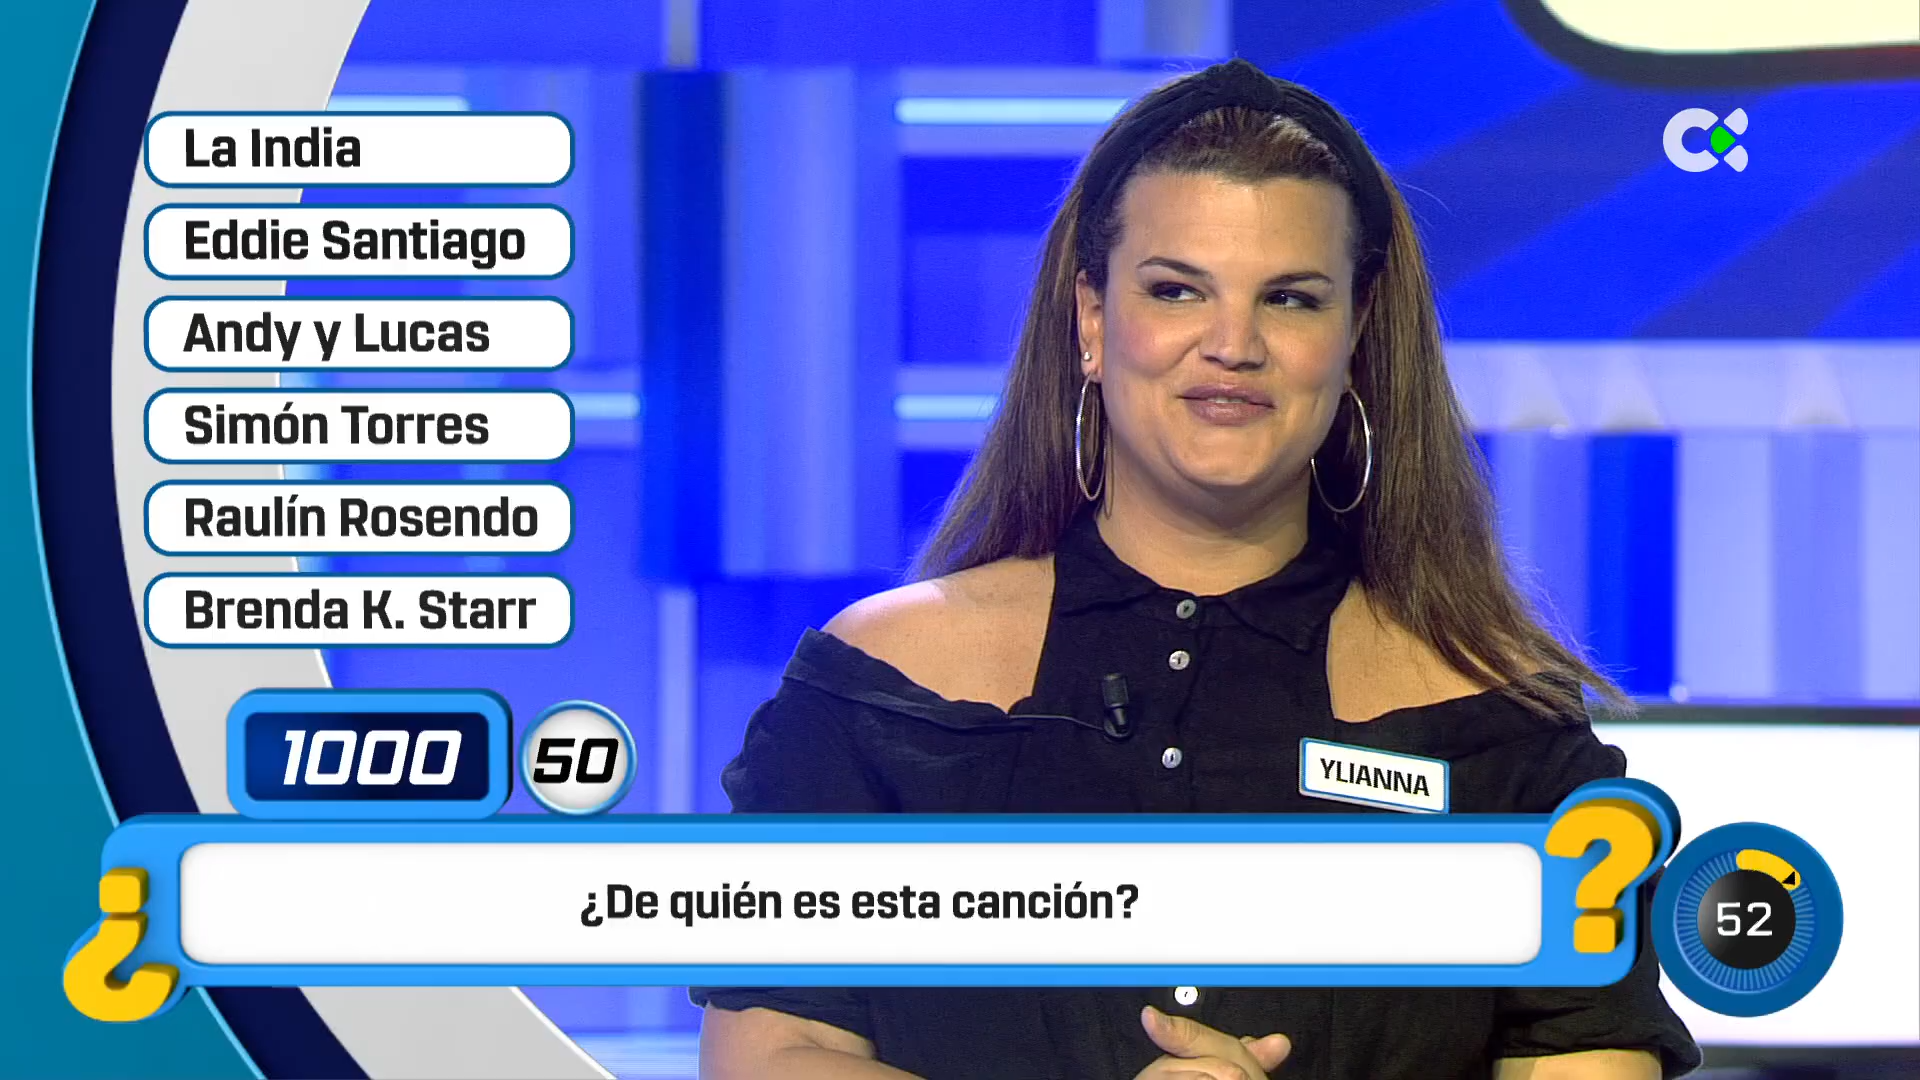 La India
Eddie Santiago
Andy y Lucas
Simón Torres
Raulín Rosendo
Brenda K. Starr
1000
50
YLIANNA
¿De quién es esta canción?
52